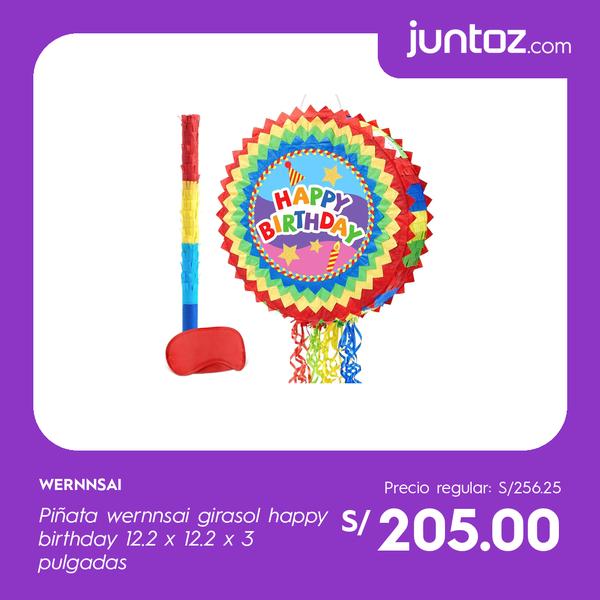 juntoz.com
HAPPY
BIRTHDAY
WERNNSAI
Precio regular: S/256.25
Piñata wernnsai girasol happy
birthday 12.2 x 12.2 x 3
pulgadas
S/ 205.00